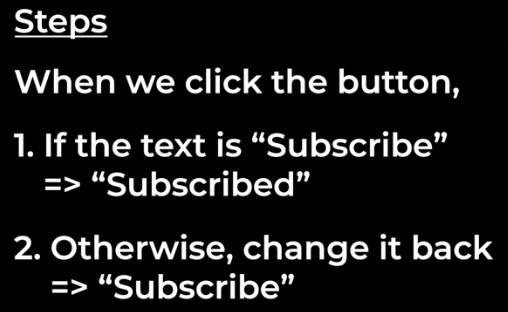 Steps
When we click the button,
1. If the text is “Subscribe”
=> “Subscribed”
2. Otherwise, change it back
=> “Subscribe”